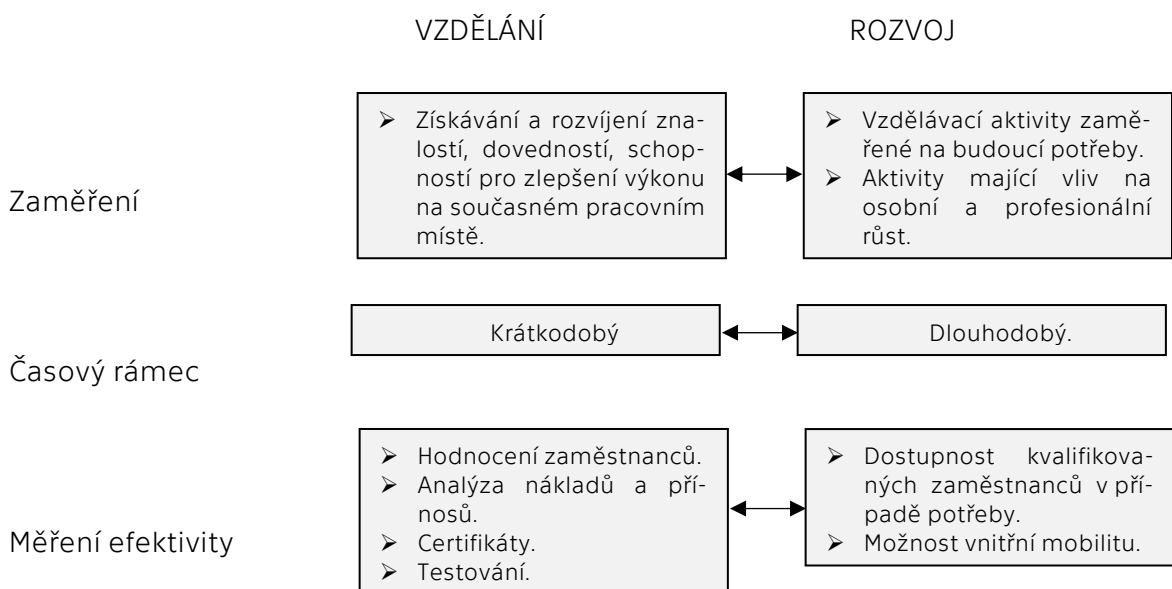 VZDĚLÁNÍ
ROZVOJ
Zaměření
➢ Získávání a rozvíjení zna-
lostí, dovedností, schop-
ností pro zlepšení výkonu
na současném pracovním
místě.
➢ Vzdělávací aktivity zamě-
řené na budoucí potřeby.
➢ Aktivity mající vliv na
osobní a profesionální
růst.
Časový rámec
Krátkodobý
Dlouhodobý.
Měření efektivity
➢ Hodnocení zaměstnanců.
➢ Analýza nákladů a pří-
nosů.
➢ Certifikáty.
➢ Testování.
➢ Dostupnost kvalifikova-
ných zaměstnanců v pří-
padě potřeby.
➢ Možnost vnitřní mobilitu.